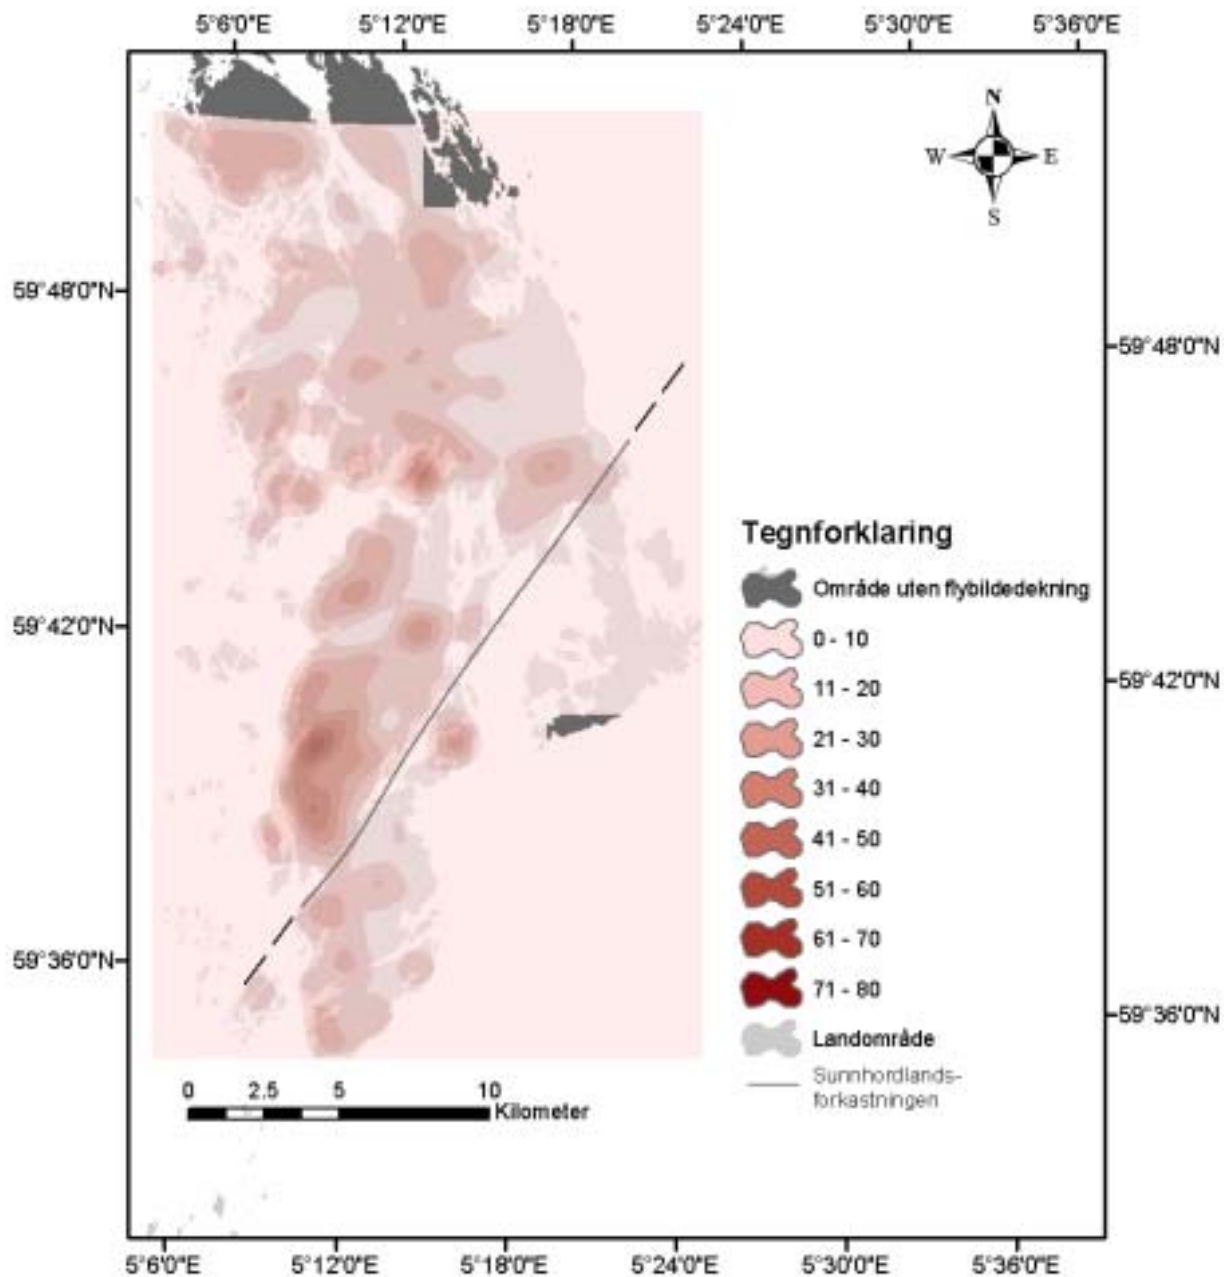 5°6'0"E 5°12'0"E 5°18'0"E 5°24'0"E 5°30'0"E 5°36'0"E
N
W E
S
59°48'0"N
59°48'0"N
59°42'0"N
59°42'0"N
59°36'0"N
59°36'0"N
Tegnforklaring
Område uten flybildedekning
0 - 10
11 - 20
21 - 30
31 - 40
41 - 50
51 - 60
61 - 70
71 - 80
Landområde
Sunnhordlands-
forkastningen
0 2.5 5 10
Kilometer
5°6'0"E 5°12'0"E 5°18'0"E 5°24'0"E 5°30'0"E 5°36'0"E